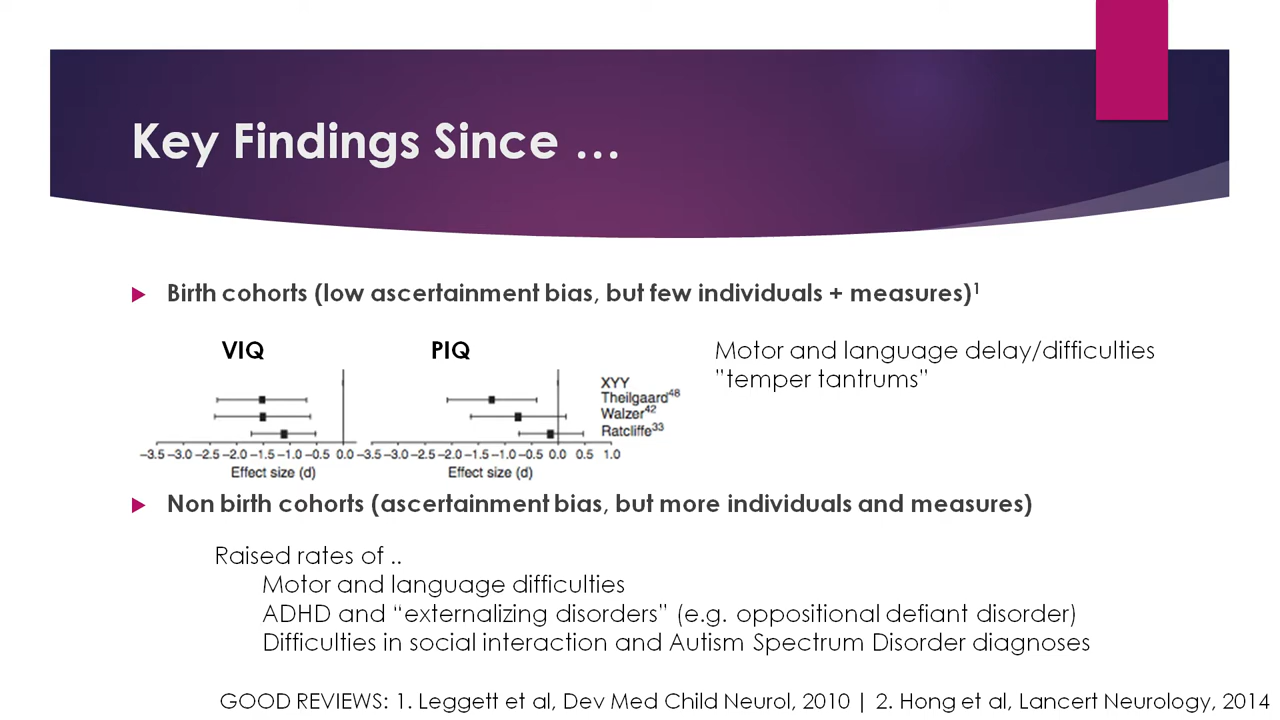 Key Findings Since …
Birth cohorts (low ascertainment bias, but few individuals + measures)¹
VIQ PIQ
Motor and language delay/difficulties
"temper tantrums"
XYY
Theilgaard⁴⁸
Walzer⁴²
Ratcliffe³³
–3.5 –3.0 –2.5 –2.0 –1.5 –1.0 –0.5 0.0 –3.5 –3.0 –2.5 –2.0 –1.5 –1.0 –0.5 0.0 0.5 1.0
Effect size (d) Effect size (d)
Non birth cohorts (ascertainment bias, but more individuals and measures)
Raised rates of ..
Motor and language difficulties
ADHD and “externalizing disorders” (e.g. oppositional defiant disorder)
Difficulties in social interaction and Autism Spectrum Disorder diagnoses
GOOD REVIEWS: 1. Leggett et al, Dev Med Child Neurol, 2010 | 2. Hong et al, Lancert Neurology, 2014